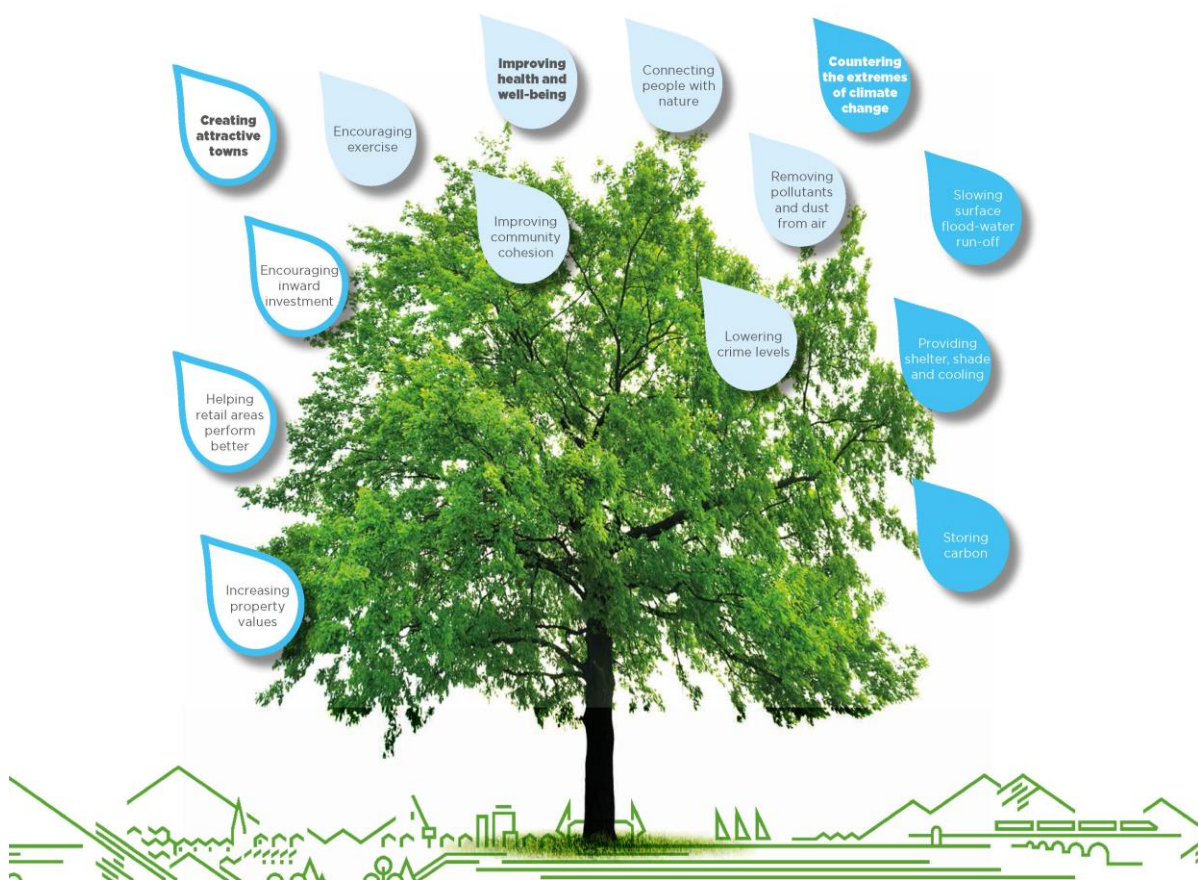 Creating
attractive
towns
Encouraging
exercise
Improving
health and
well-being
Connecting
people with
nature
Countering
the extremes
of climate
change
Encouraging
inward
investment
Improving
community
cohesion
Removing
pollutants
and dust
from air
Slowing
surface
flood-water
run-off
Helping
retail areas
perform
better
Lowering
crime levels
Providing
shelter, shade
and cooling
Increasing
property
values
Storing
carbon